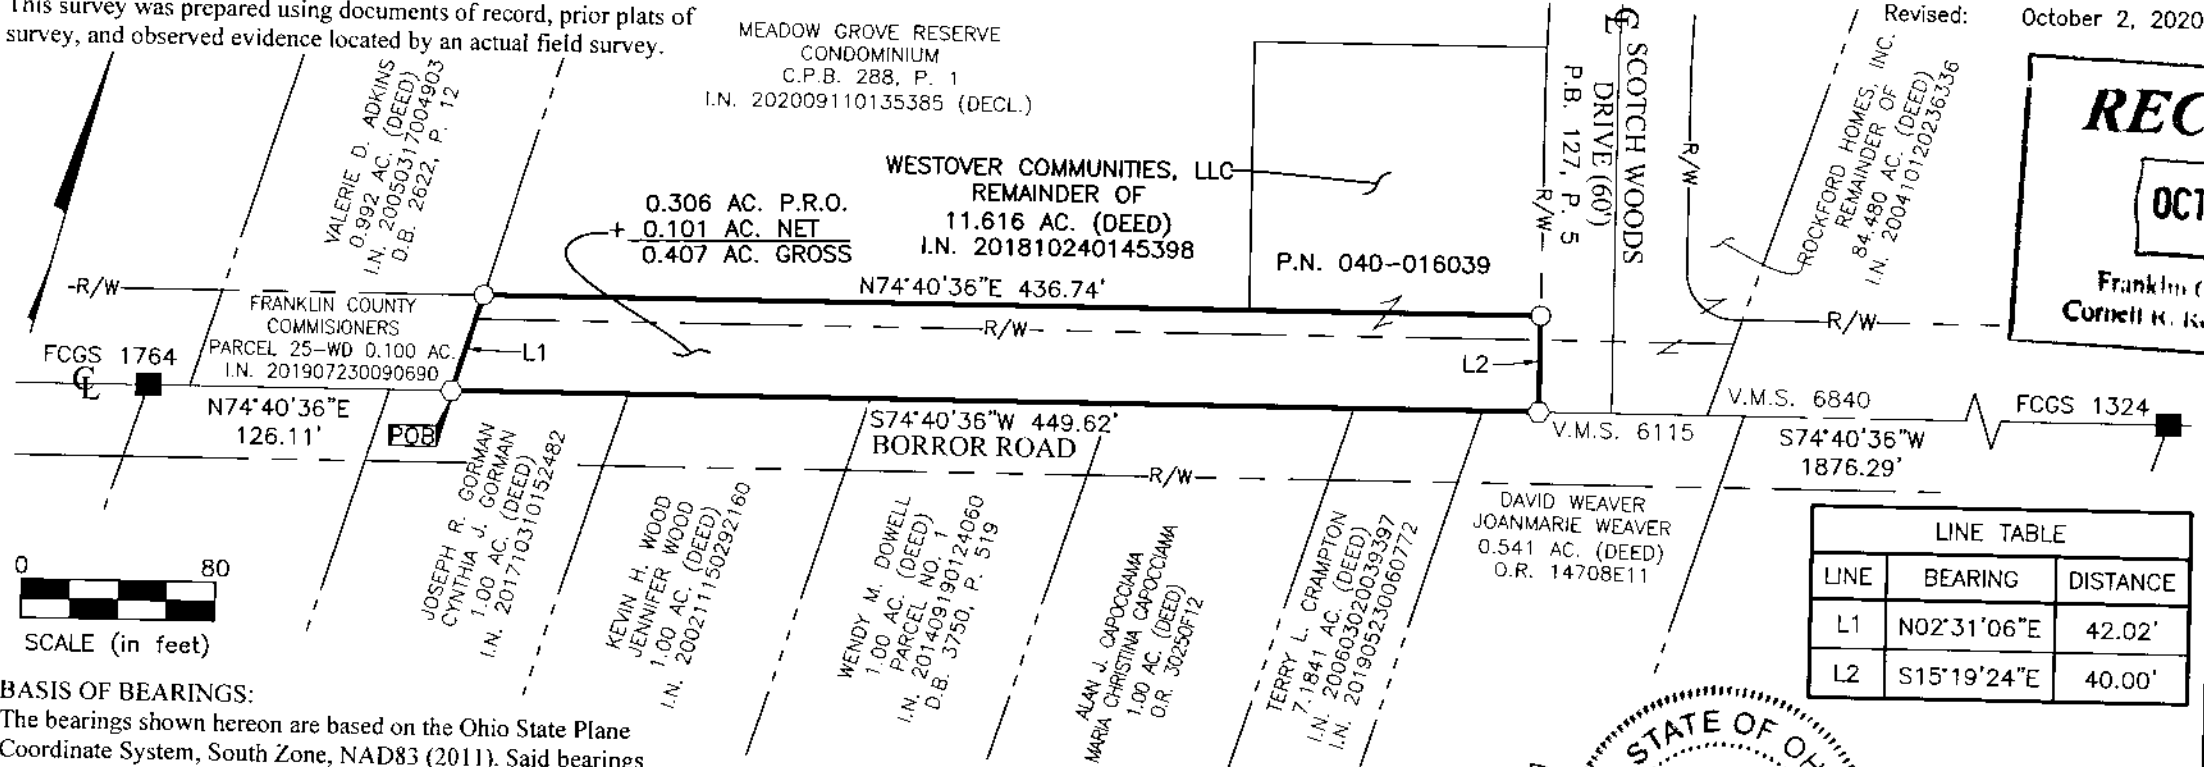 This survey was prepared using documents of record, prior plats of
survey, and observed evidence located by an actual field survey.
MEADOW GROVE RESERVE
CONDOMINIUM
C.P.B. 288, P. 1
I.N. 202009110135385 (DECL.)
Revised: October 2, 2020
VALERIE D. ADKINS
0.992 AC. (DEED)
I.N. 200503170049​03
D.B. 2622, P. 12
WESTOVER COMMUNITIES, LLC
REMAINDER OF
11.616 AC. (DEED)
I.N. 201810240145398
0.306 AC. P.R.O.
+ 0.101 AC. NET
0.407 AC. GROSS
P.N. 040-016039
℄ SCOTCH WOODS
DRIVE (60')
P.B. 127, P. 5
R/W
R/W
ROCKFORD HOMES, INC.
REMAINDER OF
84.480 AC. (DEED)
I.N. 200410120236336
REC
OCT
Franklin C
Cornell R.
-R/W
FRANKLIN COUNTY
COMMISIONERS
PARCEL 25-WD 0.100 AC.
I.N. 201907230090690
N74°40'36"E 436.74'
R/W
R/W
L1
L2
FCGS 1764
℄
N74°40'36"E
126.11'
POB
S74°40'36"W 449.62'
BORROR ROAD
R/W
V.M.S. 6840
V.M.S. 6115
S74°40'36"W
1876.29'
FCGS 1324
JOSEPH R. GORMAN
CYNTHIA J. GORMAN
1.00 AC. (DEED)
I.N. 201710310152482
KEVIN H. WOOD
JENNIFER WOOD
1.00 AC. (DEED)
I.N. 200211150292160
WENDY M. DOWELL
1.00 AC. (DEED)
PARCEL NO. 1
I.N. 201409190124060
D.B. 3750, P. 519
ALAN J. CAPOCCIAMA
MARIA CHRISTINA CAPOCCIAMA
1.00 AC. (DEED)
O.R. 30250F12
TERRY L. CRAMPTON
7.1841 AC. (DEED)
I.N. 200603020039397
I.N. 201905230060772
DAVID WEAVER
JOANMARIE WEAVER
0.541 AC. (DEED)
O.R. 14708E11
LINE TABLE
LINE BEARING DISTANCE
L1 N02°31'06"E 42.02'
L2 S15°19'24"E 40.00'
0 80
SCALE (in feet)
BASIS OF BEARINGS:
The bearings shown hereon are based on the Ohio State Plane
Coordinate System, South Zone, NAD83 (2011). Said bearings
STATE OF OH